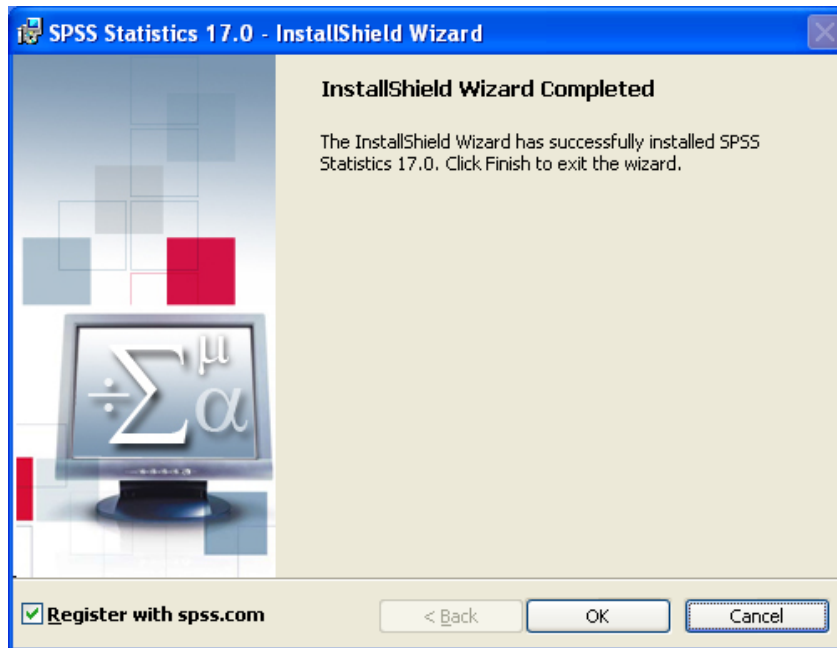 SPSS Statistics 17.0 - InstallShield Wizard
InstallShield Wizard Completed
The InstallShield Wizard has successfully installed SPSS
Statistics 17.0. Click Finish to exit the wizard.
÷Σμα
Register with spss.com
< Back
OK
Cancel